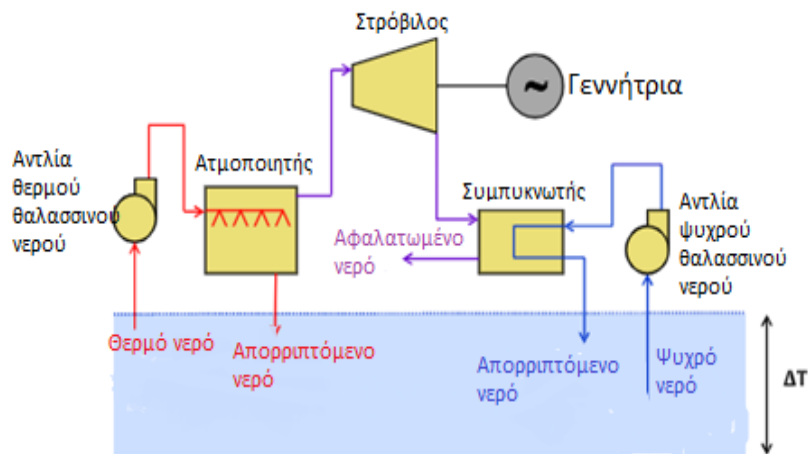 Στρόβιλος
~
Γεννήτρια
Αντλία
θερμού
θαλασσινού
νερού
Ατμοποιητής
Συμπυκνωτής
Αντλία
ψυχρού
θαλασσινού
νερού
Αφαλατωμένο
νερό
Θερμό νερό
Απορριπτόμενο
νερό
Απορριπτόμενο
νερό
Ψυχρό
νερό
ΔΤ